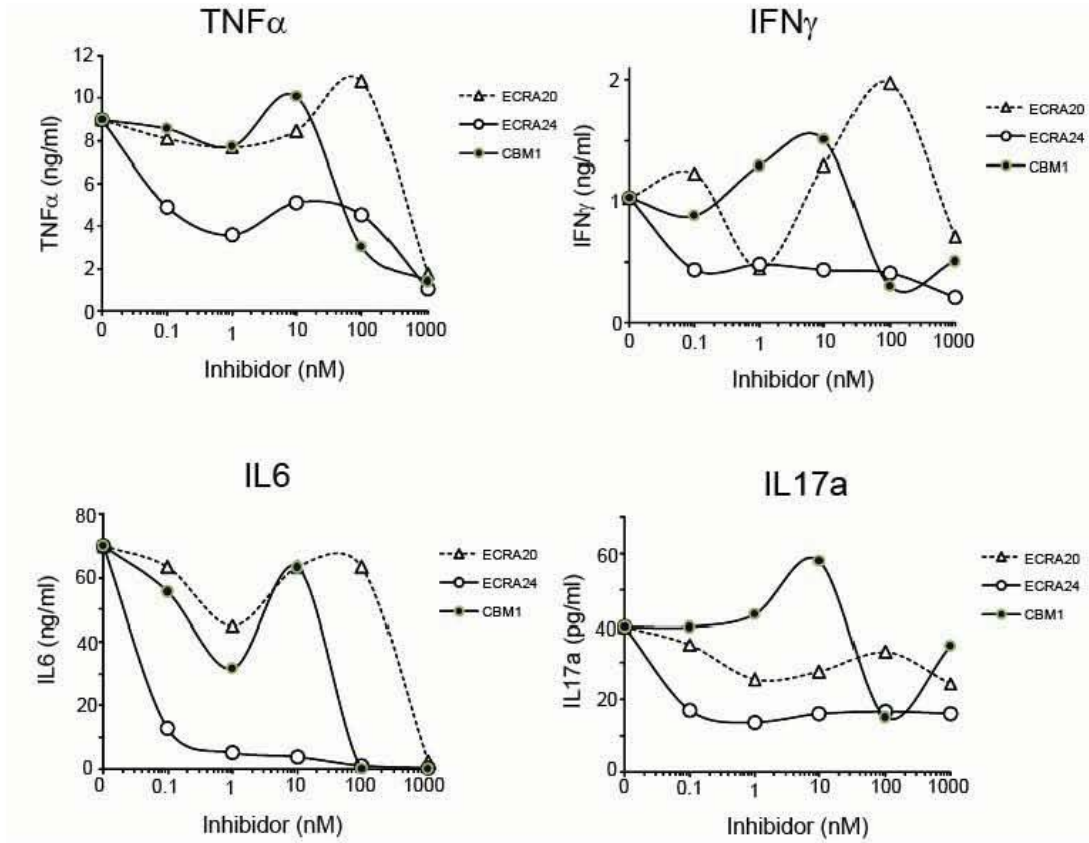 TNFα
TNFα (ng/ml)
12
10
8
6
4
2
0
0
0.1
1
10
100
1000
Inhibidor (nM)
ECRA20
ECRA24
CBM1
IFNγ
IFNγ (ng/ml)
2
1
0
0
0.1
1
10
100
1000
Inhibidor (nM)
ECRA20
ECRA24
CBM1
IL6
IL6 (ng/ml)
80
60
40
20
0
0
0.1
1
10
100
1000
Inhibidor (nM)
ECRA20
ECRA24
CBM1
IL17a
IL17a (pg/ml)
60
40
20
0
0
0.1
1
10
100
1000
Inhibidor (nM)
ECRA20
ECRA24
CBM1